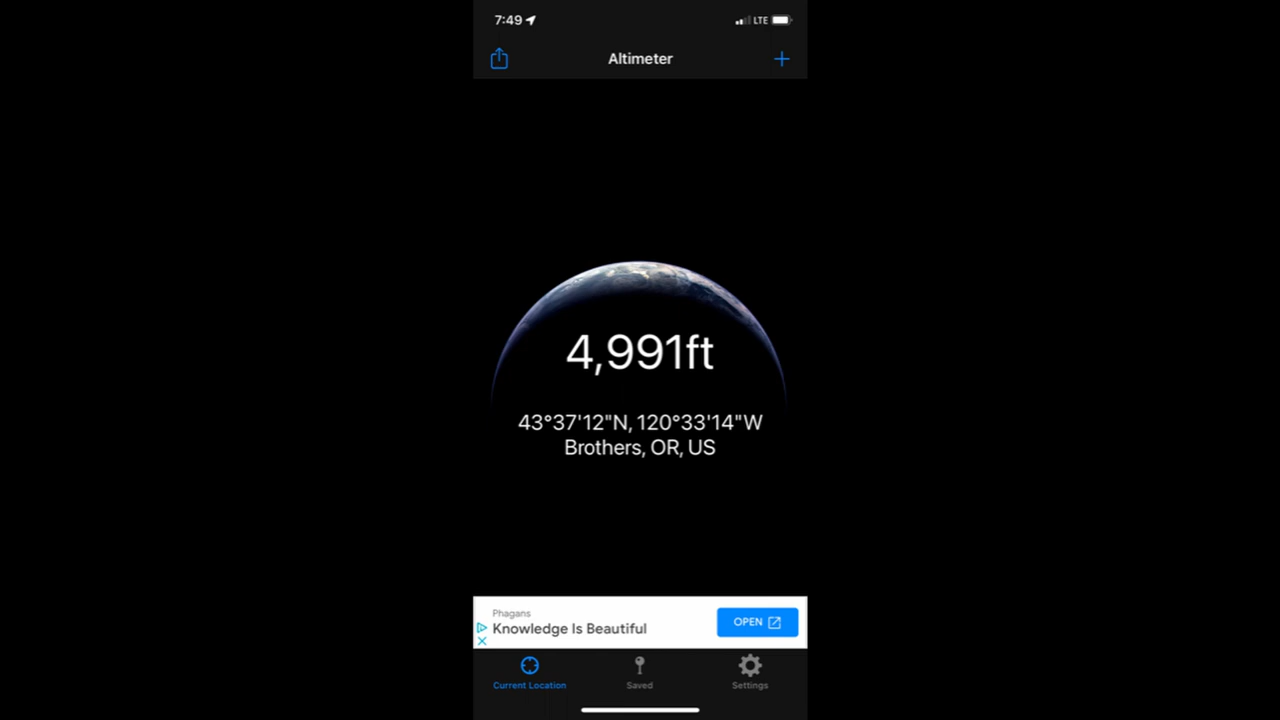 7:49 LTE
Altimeter
4,991ft
43°37'12"N, 120°33'14"W
Brothers, OR, US
Phagans
Knowledge Is Beautiful
OPEN
Current Location Saved Settings